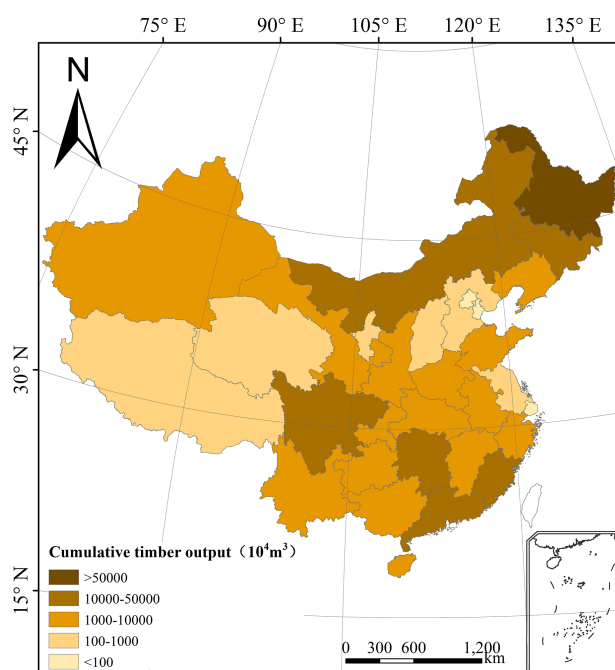 75° E 90° E 105° E 120° E 135° E
N
45° N
30° N
15° N
Cumulative timber output（10⁴m³）
>50000
10000-50000
1000-10000
100-1000
<100
0 300 600 1,200
km